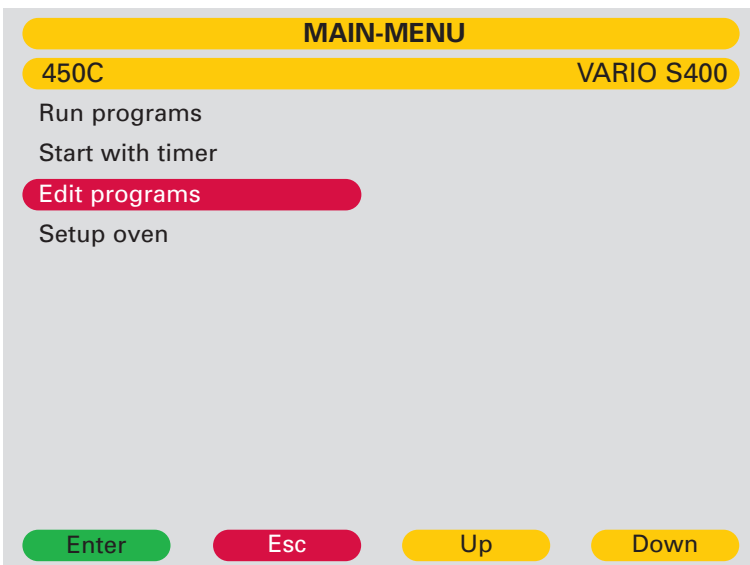 MAIN-MENU
450C VARIO S400
Run programs
Start with timer
Edit programs
Setup oven
Enter Esc Up Down